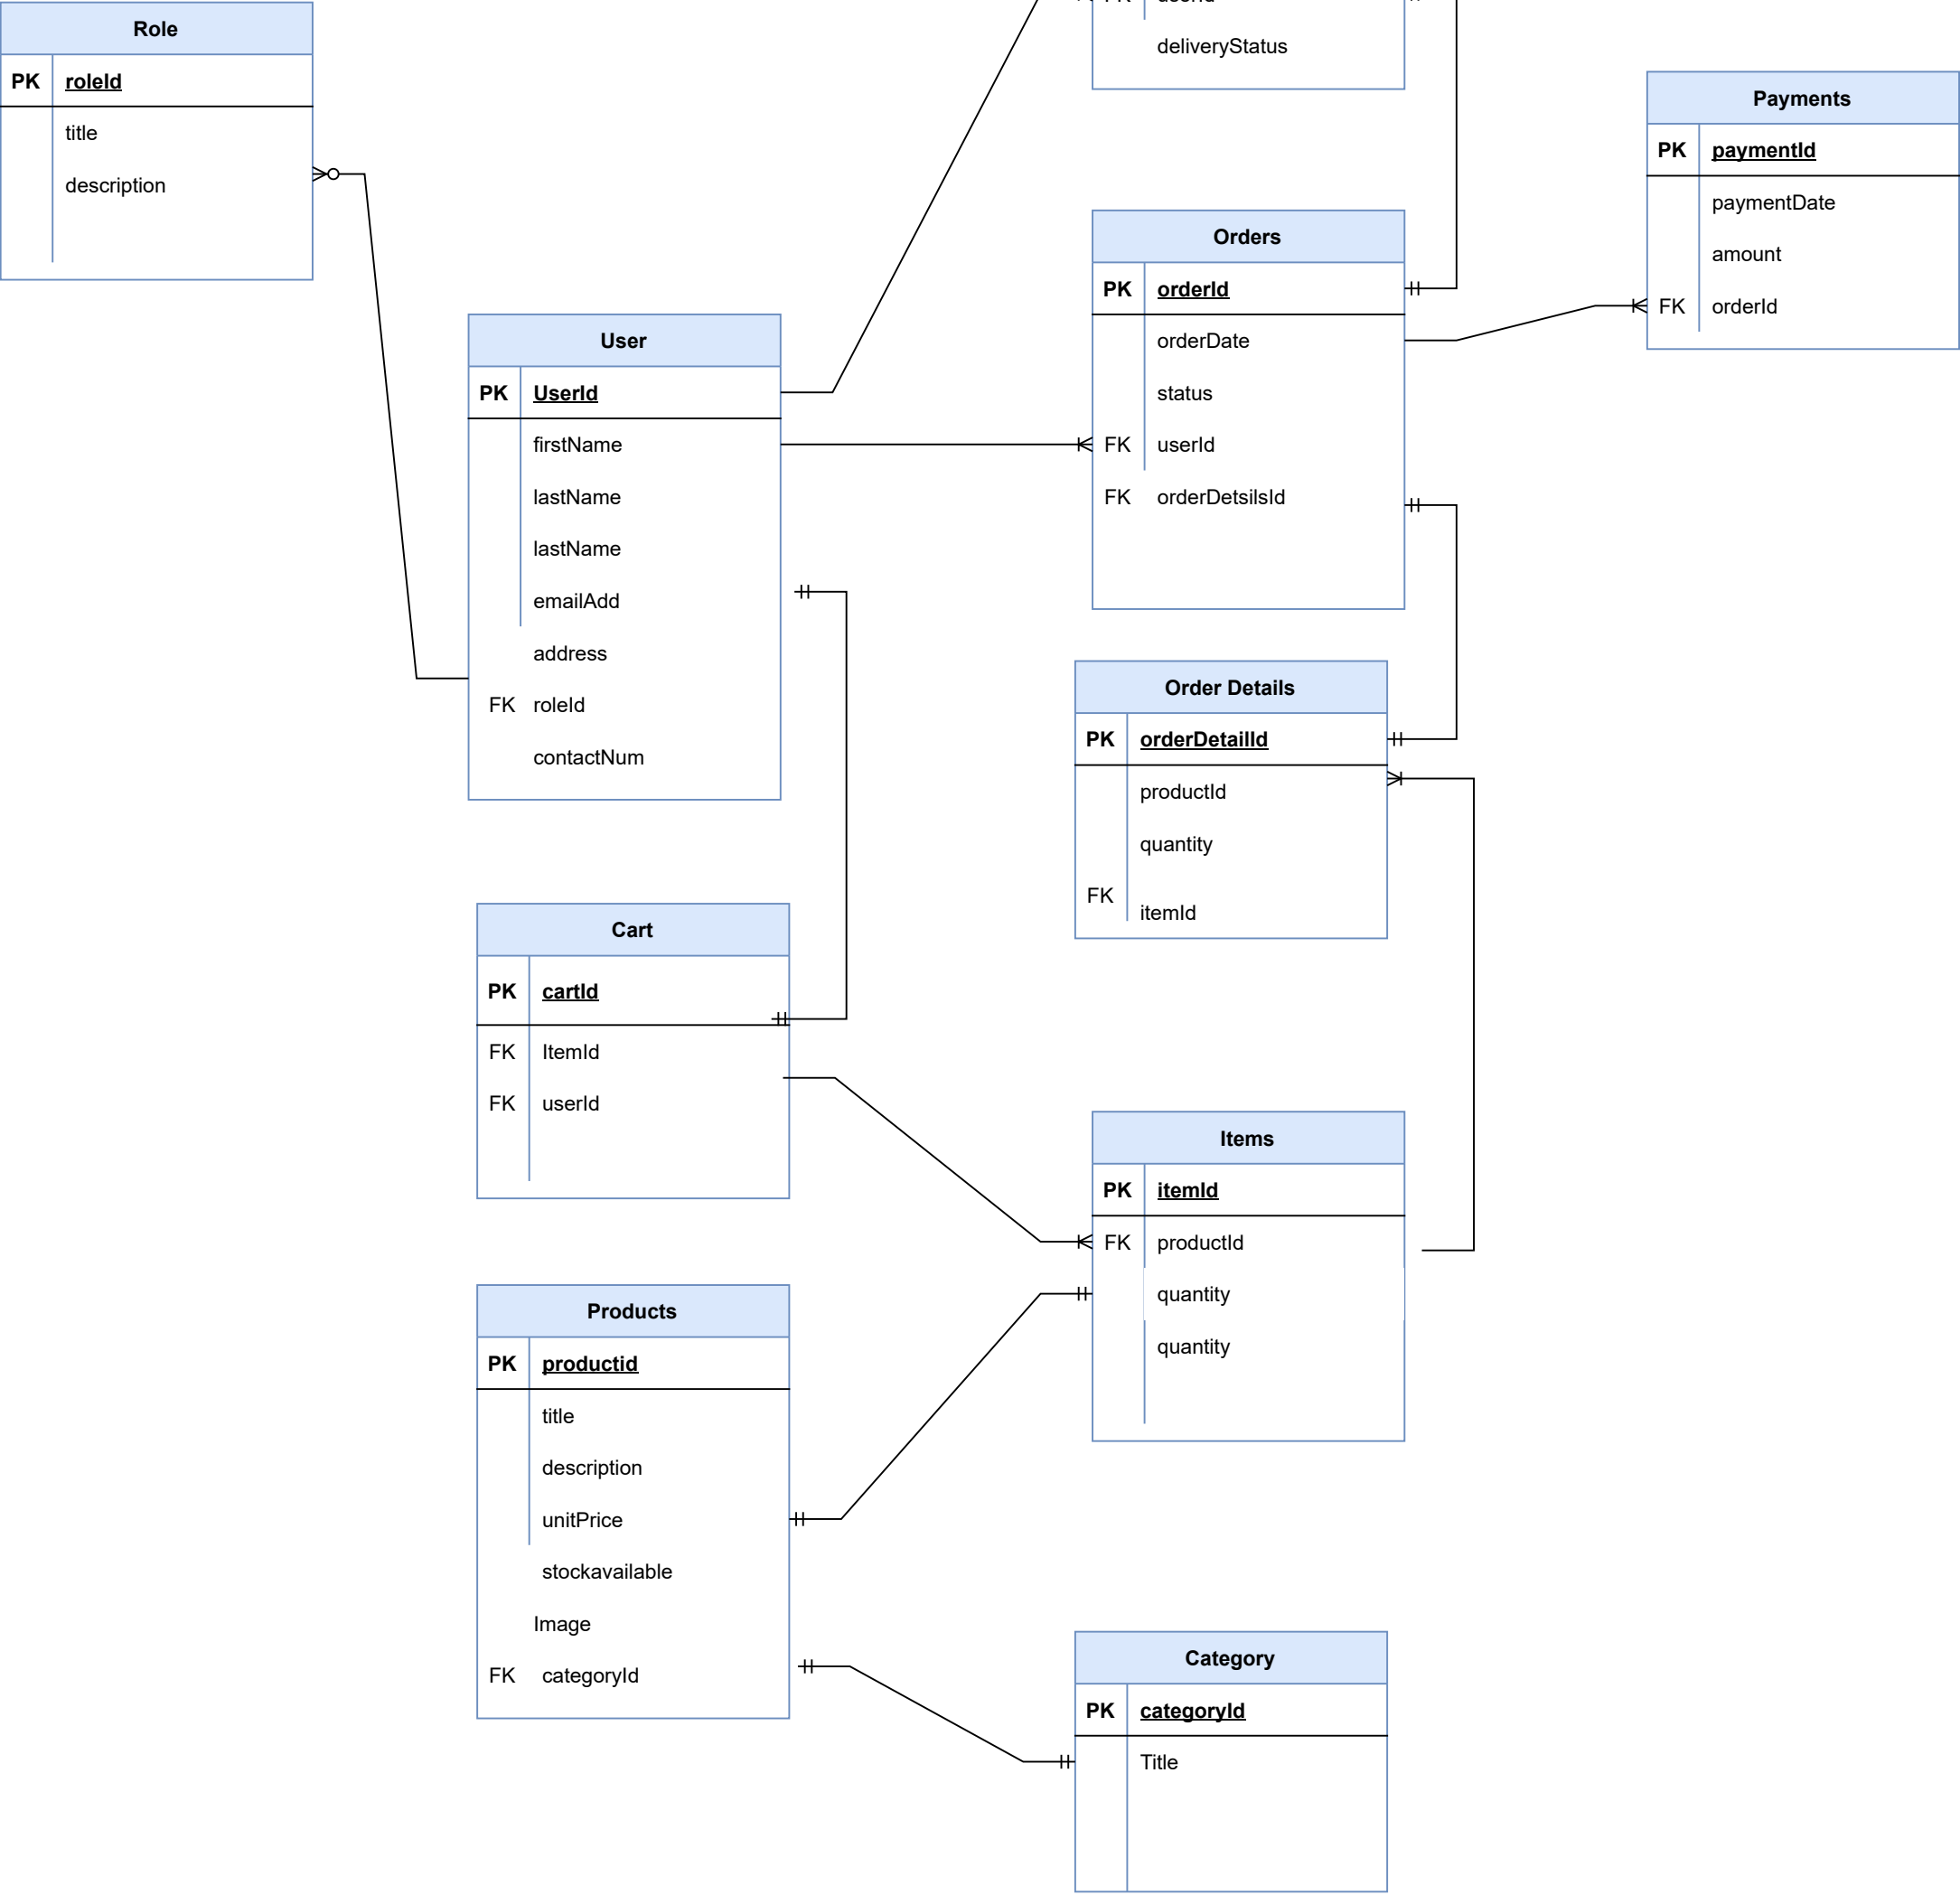 Role
PK roleId
title
description
deliveryStatus
Payments
PK paymentId
paymentDate
amount
FK orderId
Orders
PK orderId
orderDate
status
FK userId
FK orderDetsilsId
User
PK UserId
firstName
lastName
lastName
emailAdd
address
FK roleId
contactNum
Order Details
PK orderDetailId
productId
quantity
FK
itemId
Cart
PK cartId
FK ItemId
FK userId
Items
PK itemId
FK productId
quantity
quantity
Products
PK productid
title
description
unitPrice
stockavailable
Image
FK categoryId
Category
PK categoryId
Title